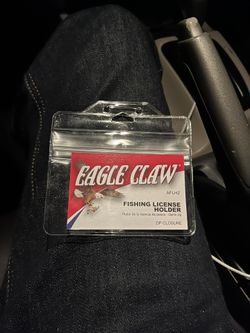 EAGLE CLAW
FISHING LICENSE
HOLDER
ZIP CLOSURE